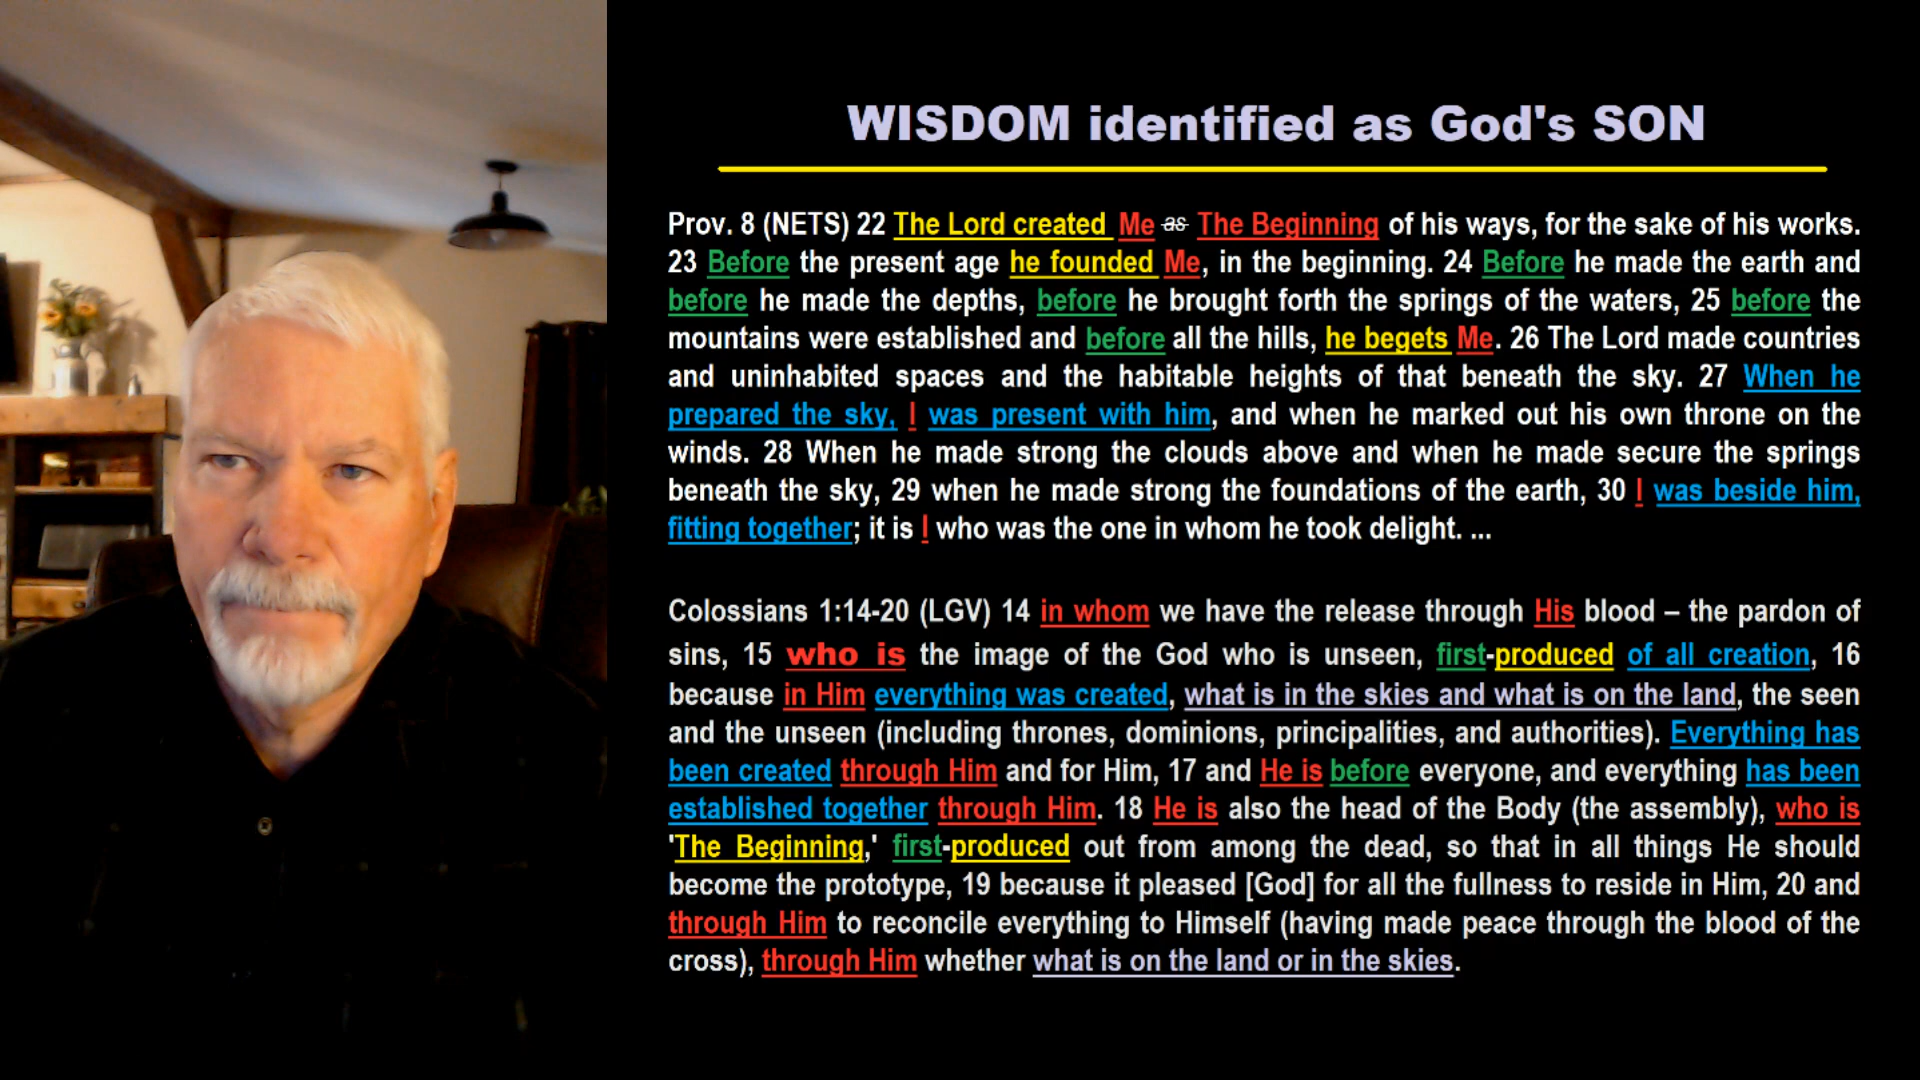 WISDOM identified as God's SON
Prov. 8 (NETS) 22 The Lord created Me as The Beginning of his ways, for the sake of his works.
23 Before the present age he founded Me, in the beginning. 24 Before he made the earth and
before he made the depths, before he brought forth the springs of the waters, 25 before the
mountains were established and before all the hills, he begets Me. 26 The Lord made countries
and uninhabited spaces and the habitable heights of that beneath the sky. 27 When he
prepared the sky, I was present with him, and when he marked out his own throne on the
winds. 28 When he made strong the clouds above and when he made secure the springs
beneath the sky, 29 when he made strong the foundations of the earth, 30 I was beside him,
fitting together; it is I who was the one in whom he took delight. ...
Colossians 1:14-20 (LGV) 14 in whom we have the release through His blood – the pardon of
sins, 15 who is the image of the God who is unseen, first-produced of all creation, 16
because in Him everything was created, what is in the skies and what is on the land, the seen
and the unseen (including thrones, dominions, principalities, and authorities). Everything has
been created through Him and for Him, 17 and He is before everyone, and everything has been
established together through Him. 18 He is also the head of the Body (the assembly), who is
'The Beginning,' first-produced out from among the dead, so that in all things He should
become the prototype, 19 because it pleased [God] for all the fullness to reside in Him, 20 and
through Him to reconcile everything to Himself (having made peace through the blood of the
cross), through Him whether what is on the land or in the skies.